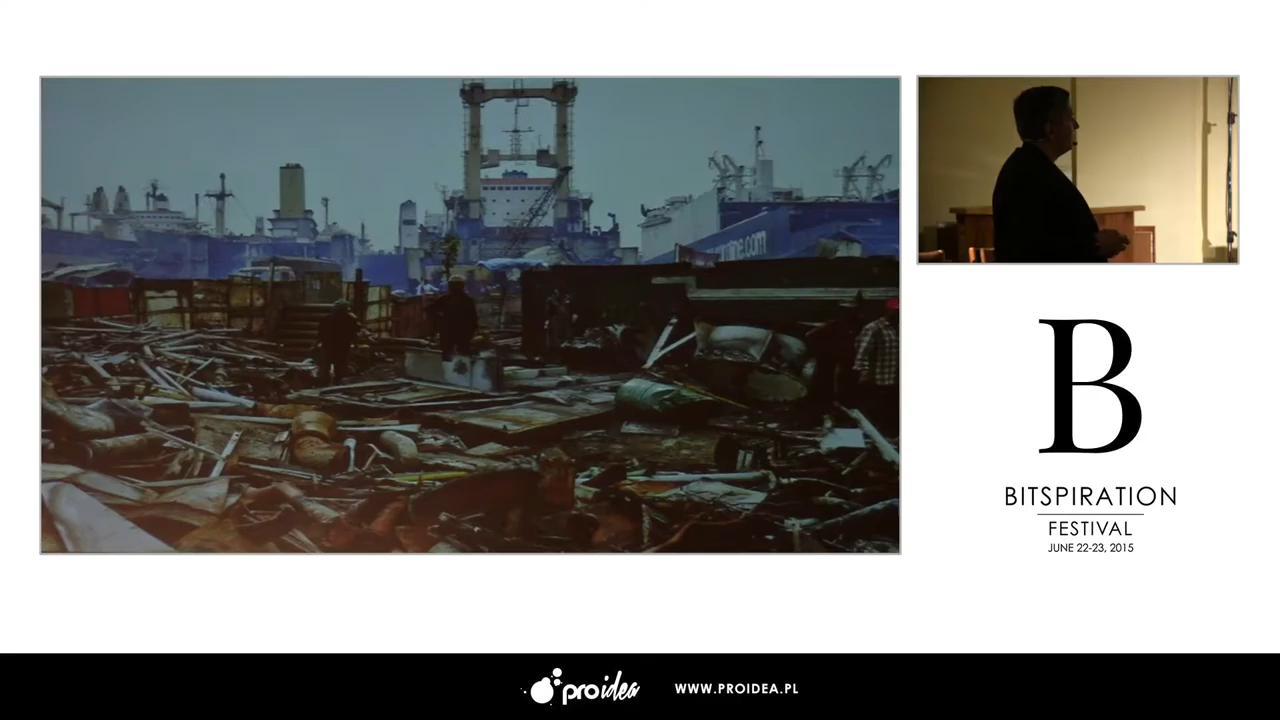 B
BITSPIRATION
FESTIVAL
JUNE 22-23, 2015
proidea
WWW.PROIDEA.PL